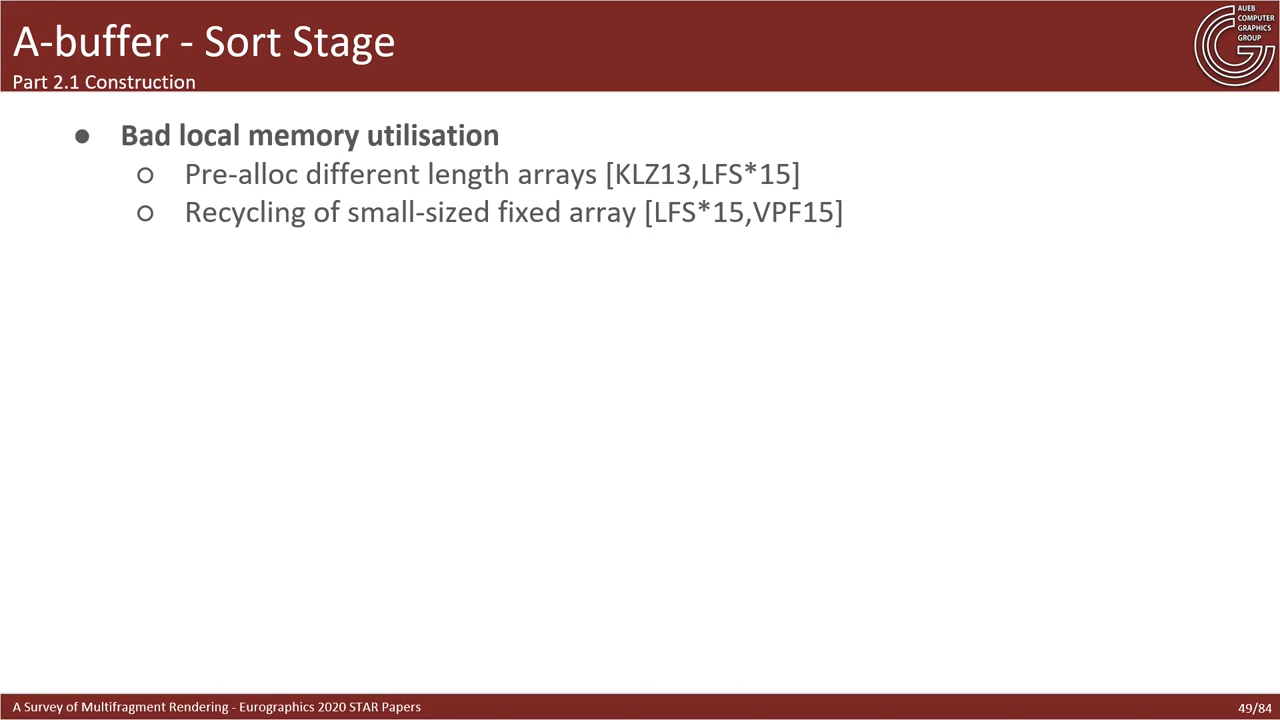 A-buffer - Sort Stage
Part 2.1 Construction
AUEB
COMPUTER
GRAPHICS
GROUP
● Bad local memory utilisation
○ Pre-alloc different length arrays [KLZ13,LFS*15]
○ Recycling of small-sized fixed array [LFS*15,VPF15]
A Survey of Multifragment Rendering - Eurographics 2020 STAR Papers
49/84